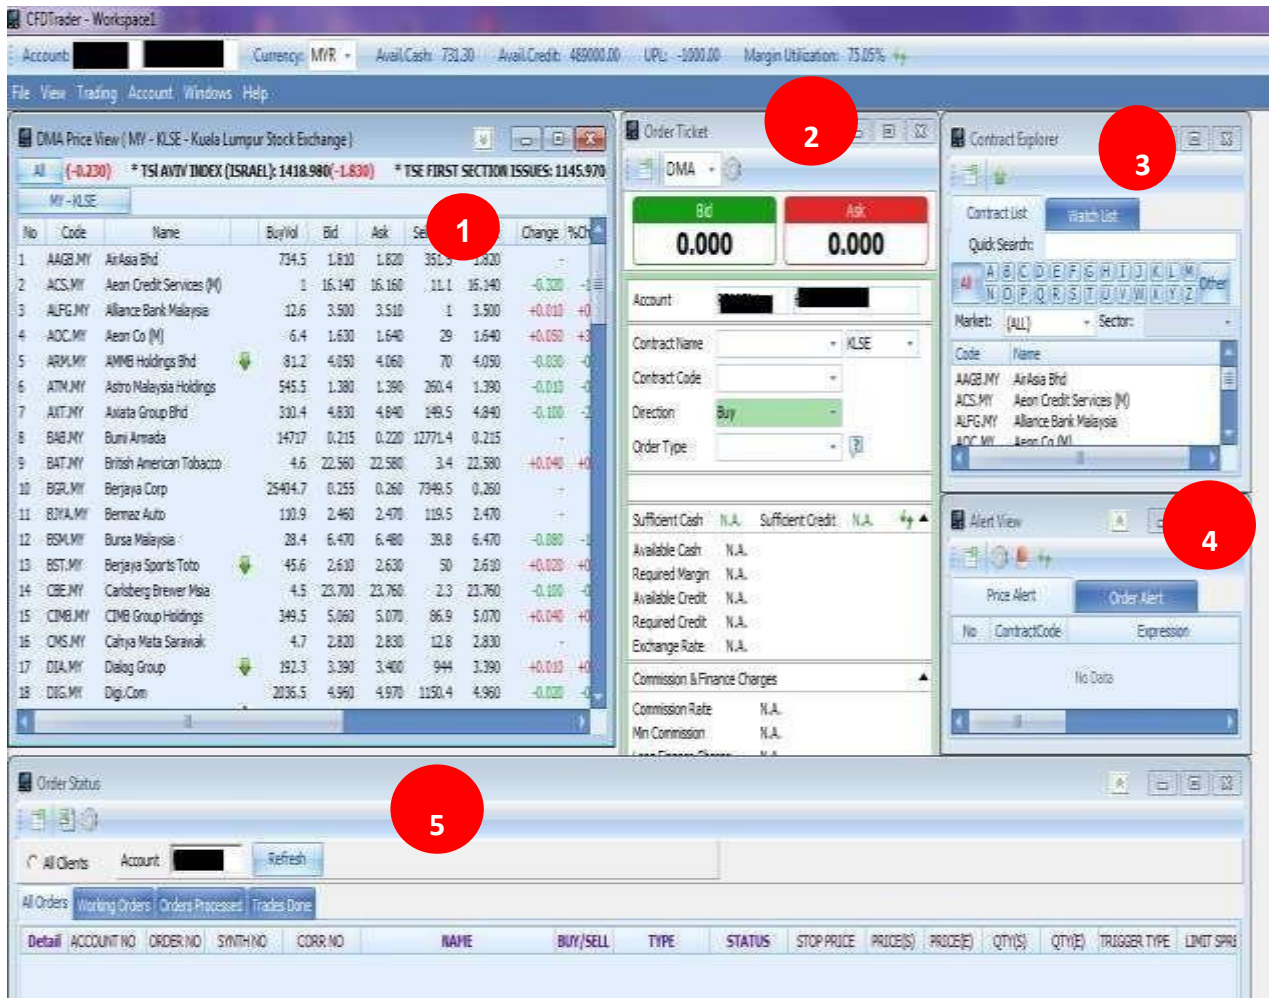 CFDTrader - Workspace1
Account: Currency: MYR Avail.Cash: 731.30 Avail.Credit: 489000.00 UPL: -1000.00 Margin Utilization: 75.05%
File View Trading Account Windows Help
DMA Price View ( MY - KLSE - Kuala Lumpur Stock Exchange )
All (-0.230) * TSl AVIV INDEX (ISRAEL): 1418.980(-1.830) * TSE FIRST SECTION ISSUES: 1145.970
MY - KLSE
1
No Code Name BuyVol Bid Ask Change %Ch
1 AAGB.MY AirAsia Bhd 734.5 1.810 1.820 351.5 1.820 -
2 ACS.MY Aeon Credit Services (M) 1 16.140 16.160 11.1 16.140 -0.320
3 ALFG.MY Alliance Bank Malaysia 12.6 3.500 3.510 1 3.500 +0.010 +0
4 AOC.MY Aeon Co (M) 6.4 1.630 1.640 29 1.640 +0.050 +3
5 ARM.MY AMMB Holdings Bhd 81.2 4.050 4.060 70 4.050 -0.030 -0
6 ATM.MY Astro Malaysia Holdings 545.5 1.380 1.390 260.4 1.390 -0.010 -0
7 AXT.MY Axiata Group Bhd 310.4 4.830 4.840 149.5 4.840 -0.100 -2
8 BAB.MY Bumi Armada 14717 0.215 0.220 12771.4 0.215 -
9 BAT.MY British American Tobacco 4.6 22.560 22.580 3.4 22.580 +0.040 +0
10 BGR.MY Berjaya Corp 25404.7 0.255 0.260 7349.5 0.260 -
11 BJYA.MY Bermaz Auto 110.9 2.460 2.470 119.5 2.470 -
12 BSM.MY Bursa Malaysia 28.4 6.470 6.480 39.8 6.470 -0.080 -1
13 BST.MY Berjaya Sports Toto 45.6 2.610 2.630 50 2.610 +0.020 +0
14 CBE.MY Carlsberg Brewer Msia 4.5 23.700 23.760 2.3 23.760 -0.100 -0
15 CIMB.MY CIMB Group Holdings 349.5 5.060 5.070 86.9 5.070 +0.040 +0
16 CMS.MY Cahya Mata Sarawak 4.7 2.820 2.830 12.8 2.830 -
17 DIA.MY Dialog Group 192.3 3.390 3.400 944 3.390 +0.010 +0
18 DIG.MY Digi.Com 2036.5 4.960 4.970 1150.4 4.960 -0.020
Order Ticket
2
DMA
Bid Ask
0.000 0.000
Account
Contract Name KLSE
Contract Code
Direction Buy
Order Type
Sufficient Cash N.A. Sufficient Credit N.A.
Available Cash N.A.
Required Margin N.A.
Available Credit N.A.
Required Credit N.A.
Exchange Rate N.A.
Commission & Finance Charges
Commission Rate N.A.
Min Commission N.A.
Contract Explorer
3
Contract List Watch List
Quick Search:
All A B C D E F G H I J K L M Other
N O P Q R S T U V W X Y Z
Market: (ALL) Sector:
Code Name
AAGB.MY AirAsia Bhd
ACS.MY Aeon Credit Services (M)
ALFG.MY Alliance Bank Malaysia
AOC.MY Aeon Co (M)
Alert View
4
Price Alert Order Alert
No ContractCode Expression
No Data
Order Status
5
All Clients Account Refresh
All Orders Working Orders Orders Processed Trades Done
Detail ACCOUNT NO ORDER NO SYNTH NO CORR NO NAME BUY/SELL TYPE STATUS STOP PRICE PRICE(S) PRICE(E) QTY(S) QTY(E) TRIGGER TYPE LIMIT SPRE